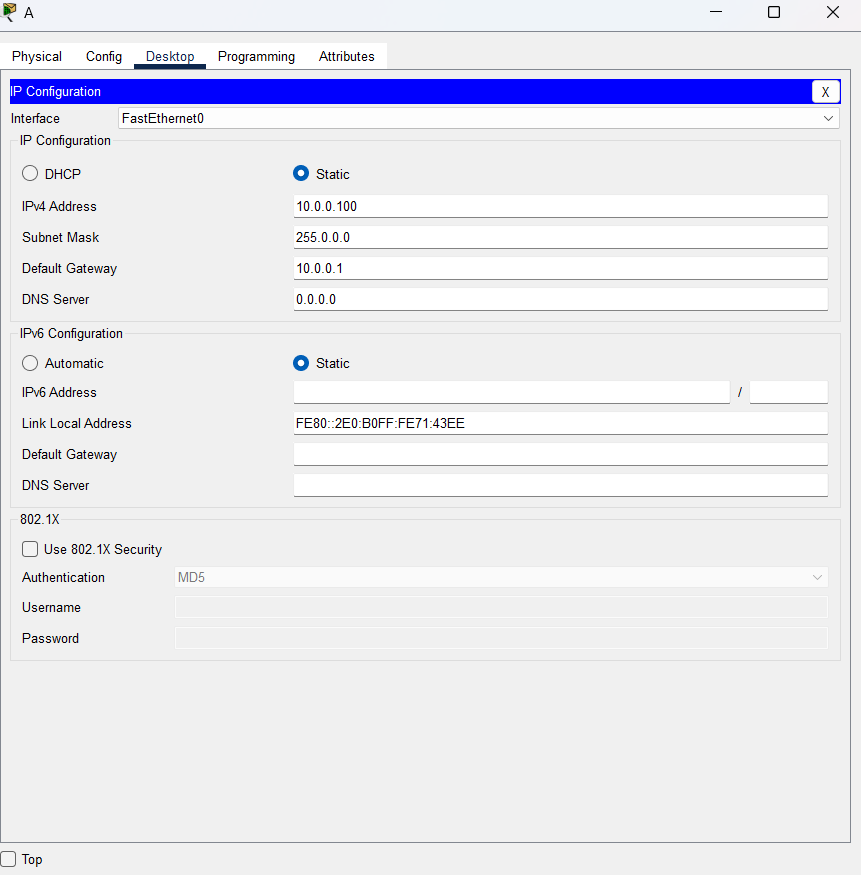 A
Physical Config Desktop Programming Attributes
IP Configuration X
Interface FastEthernet0
IP Configuration
DHCP Static
IPv4 Address 10.0.0.100
Subnet Mask 255.0.0.0
Default Gateway 10.0.0.1
DNS Server 0.0.0.0
IPv6 Configuration
Automatic Static
IPv6 Address /
Link Local Address FE80::2E0:B0FF:FE71:43EE
Default Gateway
DNS Server
802.1X
Use 802.1X Security
Authentication MD5
Username
Password
Top